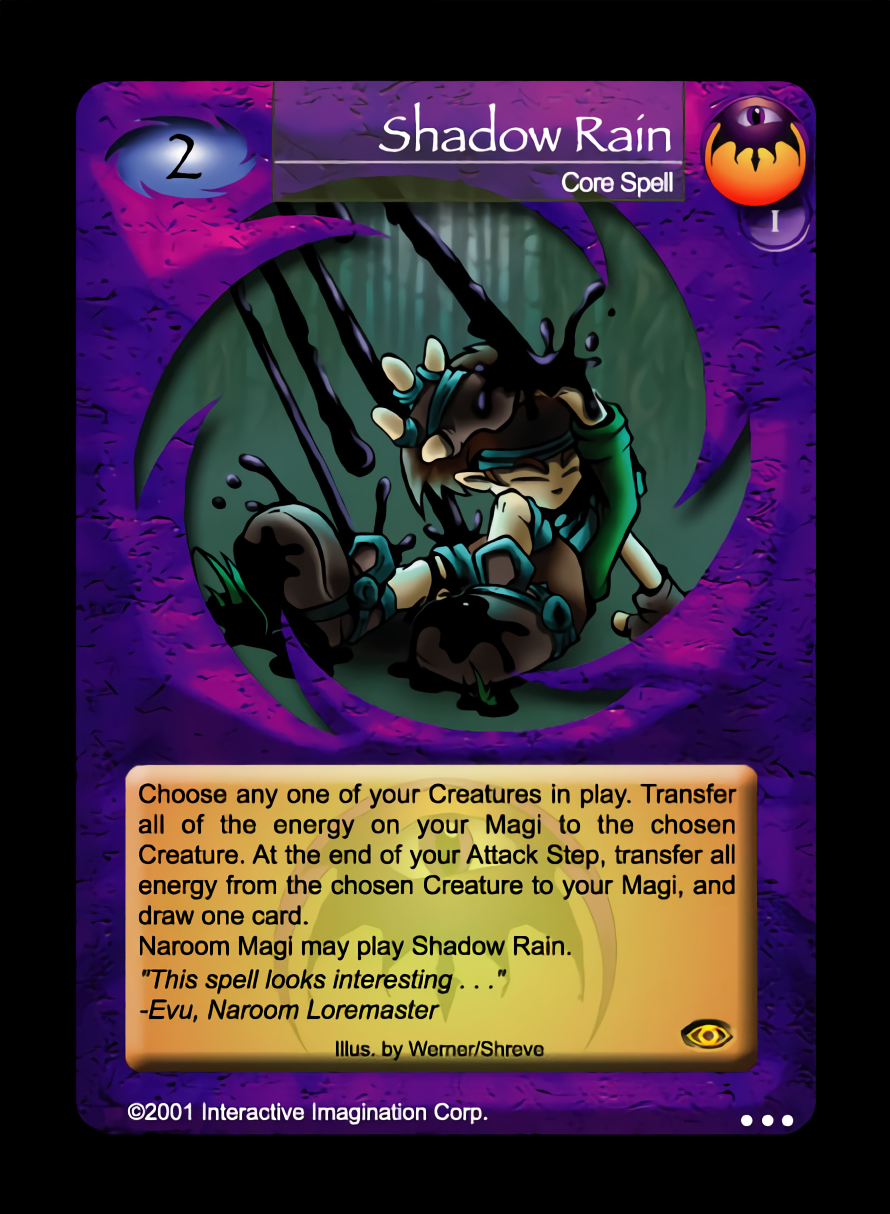 2
Shadow Rain
Core Spell
I
Choose any one of your Creatures in play. Transfer
all of the energy on your Magi to the chosen
Creature. At the end of your Attack Step, transfer all
energy from the chosen Creature to your Magi, and
draw one card.
Naroom Magi may play Shadow Rain.
"This spell looks interesting . . ."
-Evu, Naroom Loremaster
Illus. by Werner/Shreve
©2001 Interactive Imagination Corp.